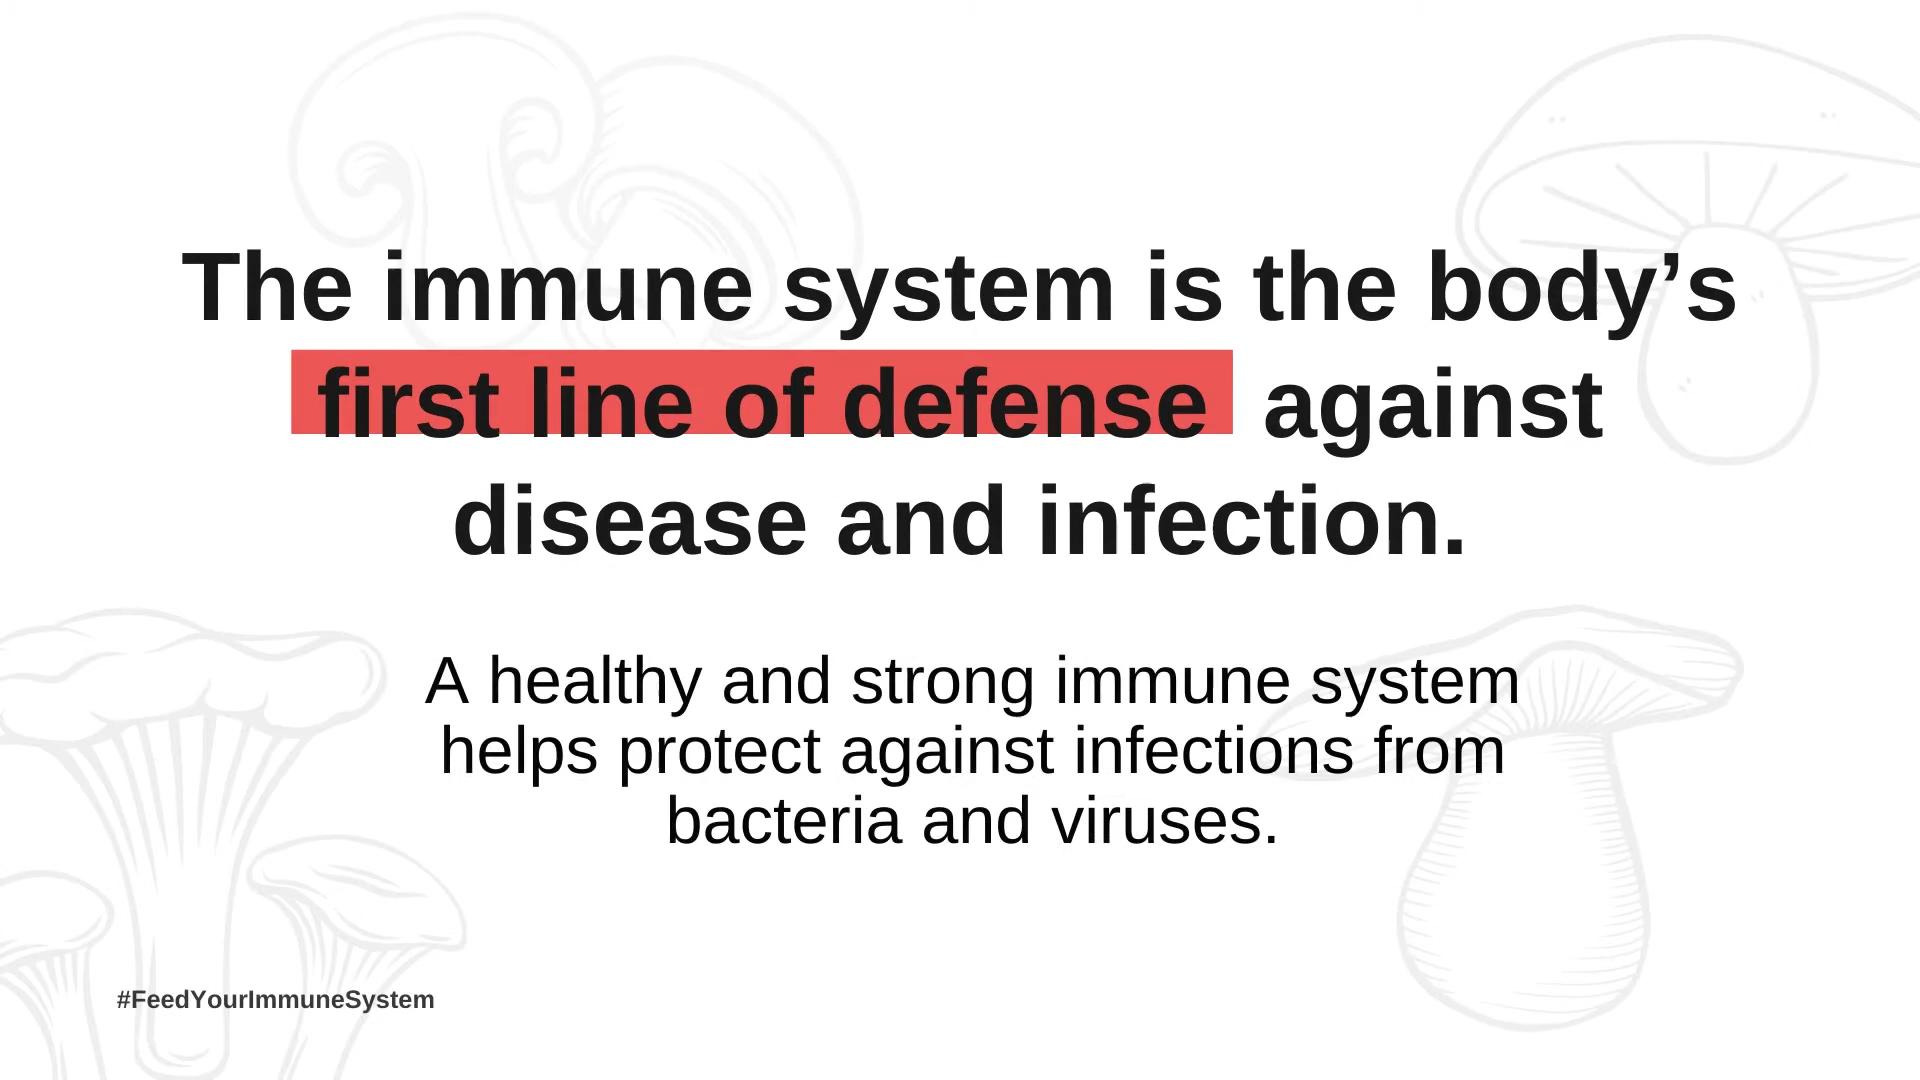 The immune system is the body’s
first line of defense against
disease and infection.
A healthy and strong immune system
helps protect against infections from
bacteria and viruses.
#FeedYourImmuneSystem